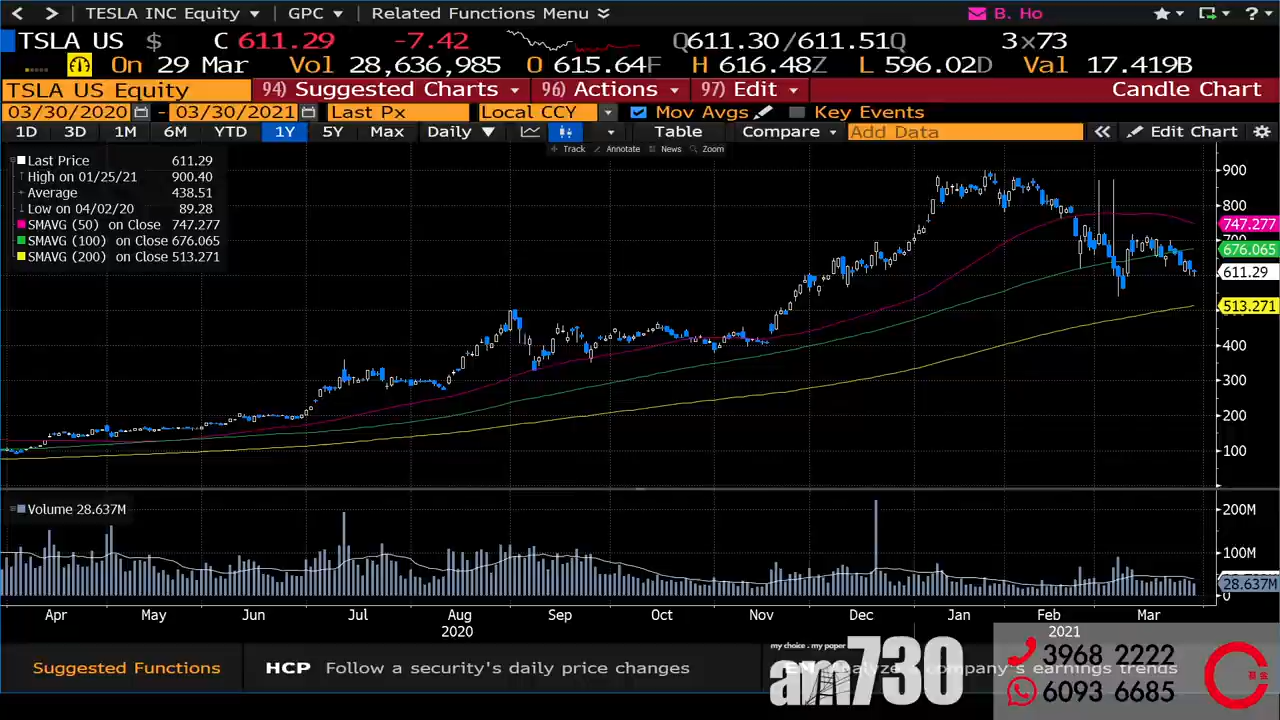 TESLA INC Equity GPC Related Functions Menu B. Ho ?
TSLA US $ C 611.29 -7.42 Q611.30/611.51Q 3×73
On 29 Mar Vol 28,636,985 O 615.64F H 616.48Z L 596.02D Val 17.419B
TSLA US Equity 94) Suggested Charts 96) Actions 97) Edit Candle Chart
03/30/2020 - 03/30/2021 Last Px Local CCY Mov Avgs Key Events
1D 3D 1M 6M YTD 1Y 5Y Max Daily Table Compare Add Data Edit Chart
Track Annotate News Zoom
Last Price 611.29
High on 01/25/21 900.40
Average 438.51
Low on 04/02/20 89.28
SMAVG (50) on Close 747.277
SMAVG (100) on Close 676.065
SMAVG (200) on Close 513.271
900
800
747.277
700
676.065
611.29
513.271
400
300
200
100
Volume 28.637M
200M
100M
28.637M
0
Apr May Jun Jul Aug Sep Oct Nov Dec Jan Feb Mar
2020 2021
Suggested Functions HCP Follow a security's daily price changes EM Analyze a company's earnings trends
my choice . my paper
am730
3968 2222
6093 6685